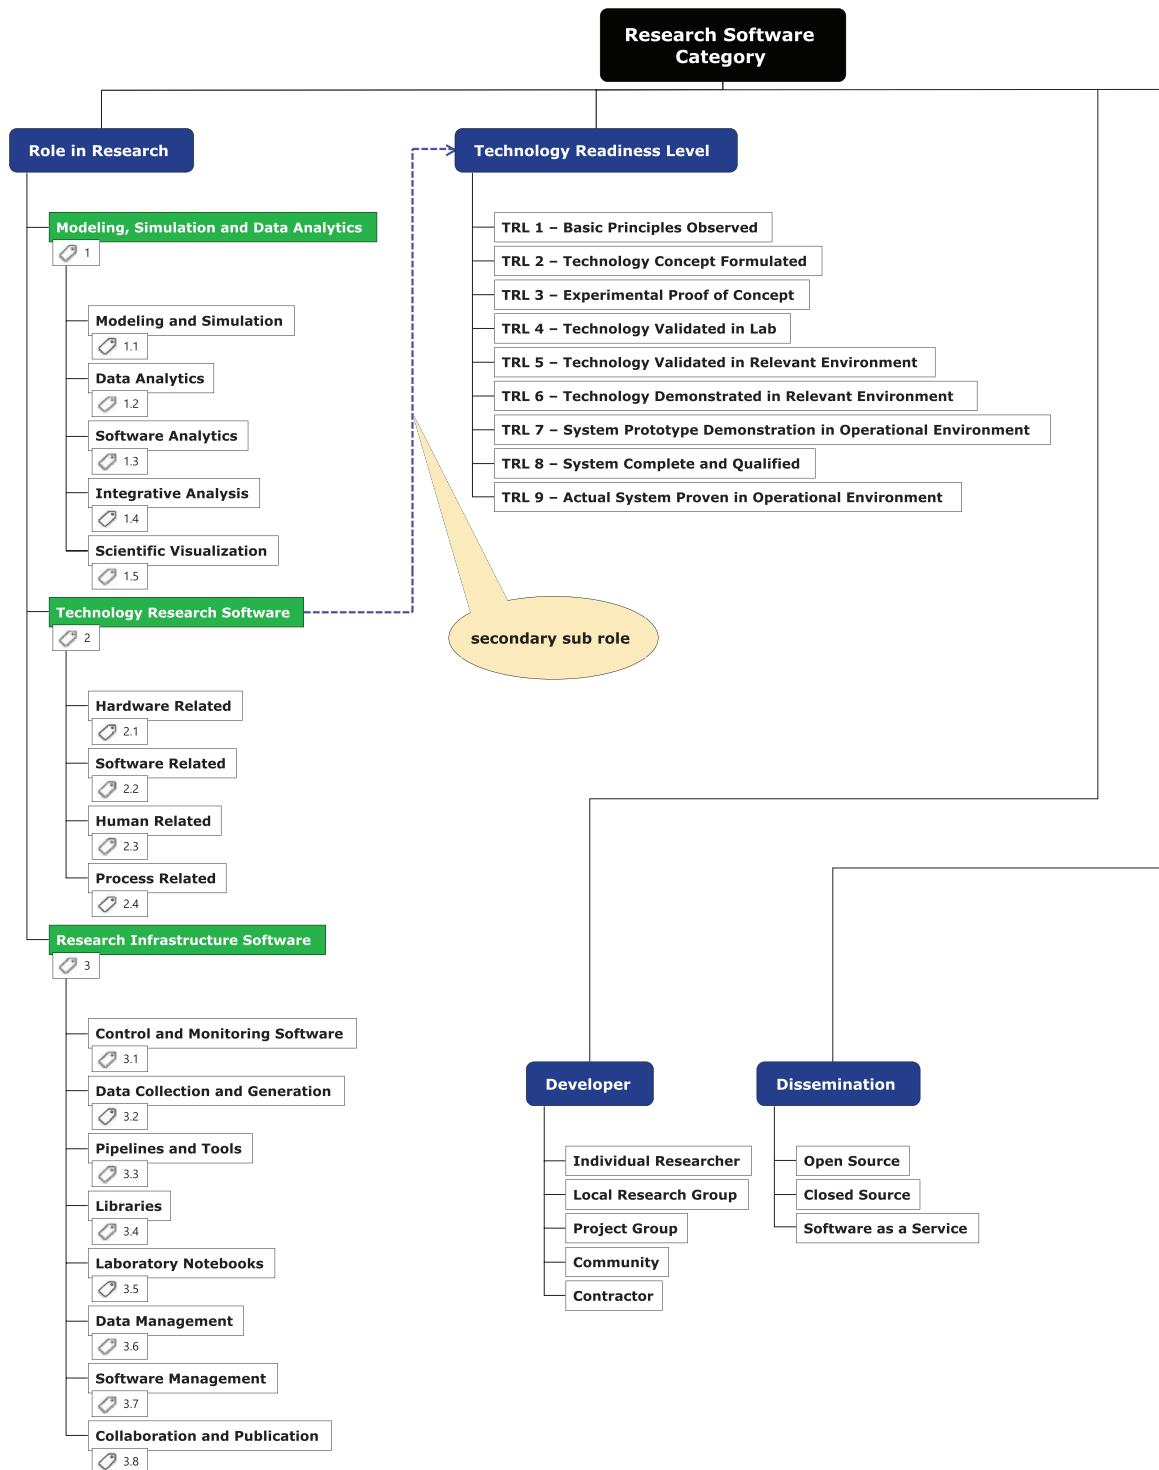 Research Software
Category
Role in Research
Modeling, Simulation and Data Analytics
1
Modeling and Simulation
1.1
Data Analytics
1.2
Software Analytics
1.3
Integrative Analysis
1.4
Scientific Visualization
1.5
Technology Research Software
2
Hardware Related
2.1
Software Related
2.2
Human Related
2.3
Process Related
2.4
Research Infrastructure Software
3
Control and Monitoring Software
3.1
Data Collection and Generation
3.2
Pipelines and Tools
3.3
Libraries
3.4
Laboratory Notebooks
3.5
Data Management
3.6
Software Management
3.7
Collaboration and Publication
3.8
Technology Readiness Level
TRL 1 – Basic Principles Observed
TRL 2 – Technology Concept Formulated
TRL 3 – Experimental Proof of Concept
TRL 4 – Technology Validated in Lab
TRL 5 – Technology Validated in Relevant Environment
TRL 6 – Technology Demonstrated in Relevant Environment
TRL 7 – System Prototype Demonstration in Operational Environment
TRL 8 – System Complete and Qualified
TRL 9 – Actual System Proven in Operational Environment
secondary sub role
Developer
Individual Researcher
Local Research Group
Project Group
Community
Contractor
Dissemination
Open Source
Closed Source
Software as a Service